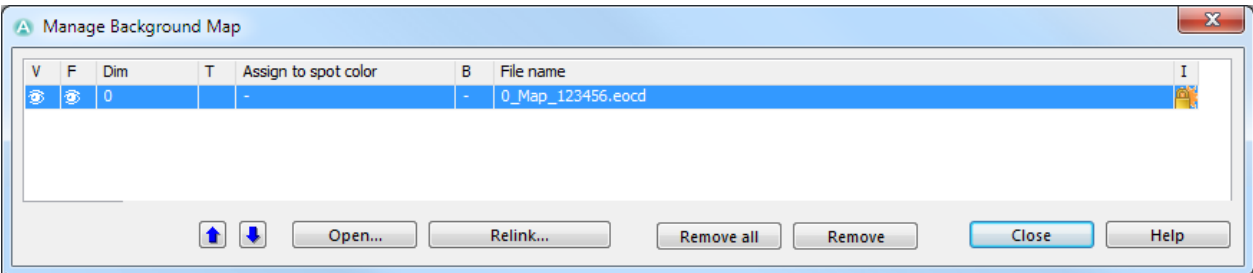 Manage Background Map
V F Dim T Assign to spot color B File name I
0 - - 0_Map_123456.eocd
Open... Relink... Remove all Remove Close Help